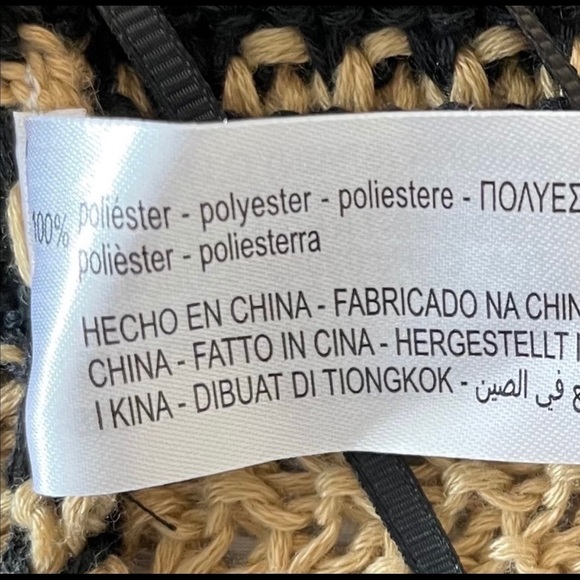 100% poliéster - polyester - poliestere - ΠΟΛΥΕΣ
polièster - poliesterra
HECHO EN CHINA - FABRICADO NA CHIN
CHINA - FATTO IN CINA - HERGESTELLT I
I KINA - DIBUAT DI TIONGKOK - ع في الصين